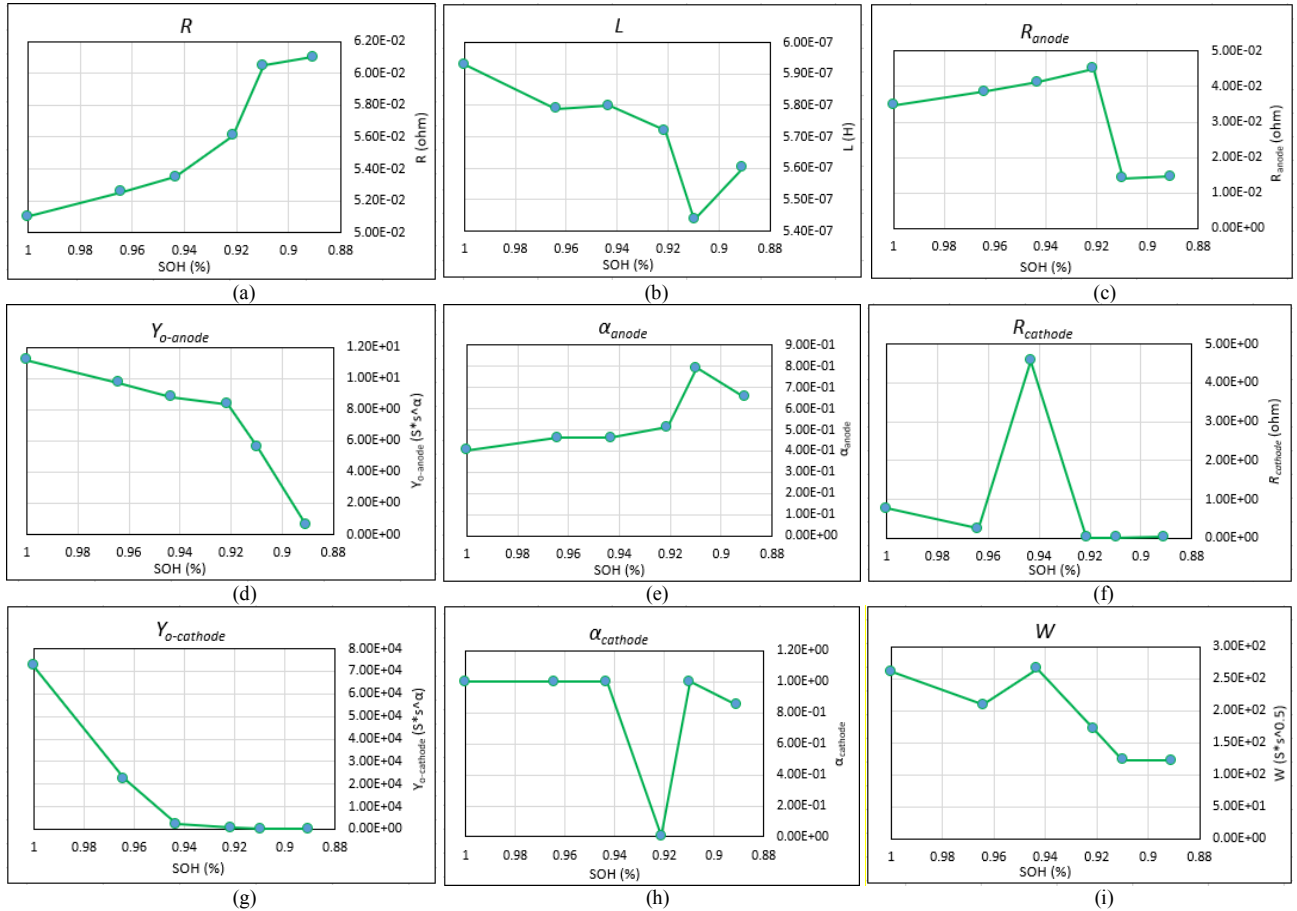 R
6.20E-02
6.00E-02
5.80E-02
5.60E-02
5.40E-02
5.20E-02
5.00E-02
R (ohm)
1 0.98 0.96 0.94 0.92 0.9 0.88
SOH (%)
(a)
L
6.00E-07
5.90E-07
5.80E-07
5.70E-07
5.60E-07
5.50E-07
5.40E-07
L (H)
1 0.98 0.96 0.94 0.92 0.9 0.88
SOH (%)
(b)
R anode
5.00E-02
4.00E-02
3.00E-02
2.00E-02
1.00E-02
0.00E+00
R anode (ohm)
1 0.98 0.96 0.94 0.92 0.9 0.88
SOH (%)
(c)
Y o-anode
1.20E+01
1.00E+01
8.00E+00
6.00E+00
4.00E+00
2.00E+00
0.00E+00
Y o-anode (S*s^α)
1 0.98 0.96 0.94 0.92 0.9 0.88
SOH (%)
(d)
α anode
9.00E-01
8.00E-01
7.00E-01
6.00E-01
5.00E-01
4.00E-01
3.00E-01
2.00E-01
1.00E-01
0.00E+00
α anode
1 0.98 0.96 0.94 0.92 0.9 0.88
SOH (%)
(e)
R cathode
5.00E+00
4.00E+00
3.00E+00
2.00E+00
1.00E+00
0.00E+00
R cathode (ohm)
1 0.98 0.96 0.94 0.92 0.9 0.88
SOH (%)
(f)
Y o-cathode
8.00E+04
7.00E+04
6.00E+04
5.00E+04
4.00E+04
3.00E+04
2.00E+04
1.00E+04
0.00E+00
Y o-cathode (S*s^α)
1 0.98 0.96 0.94 0.92 0.9 0.88
SOH (%)
(g)
α cathode
1.20E+00
1.00E+00
8.00E-01
6.00E-01
4.00E-01
2.00E-01
0.00E+00
α cathode
1 0.98 0.96 0.94 0.92 0.9 0.88
SOH (%)
(h)
W
3.00E+02
2.50E+02
2.00E+02
1.50E+02
1.00E+02
5.00E+01
0.00E+00
W (S*s^0.5)
1 0.98 0.96 0.94 0.92 0.9 0.88
SOH (%)
(i)